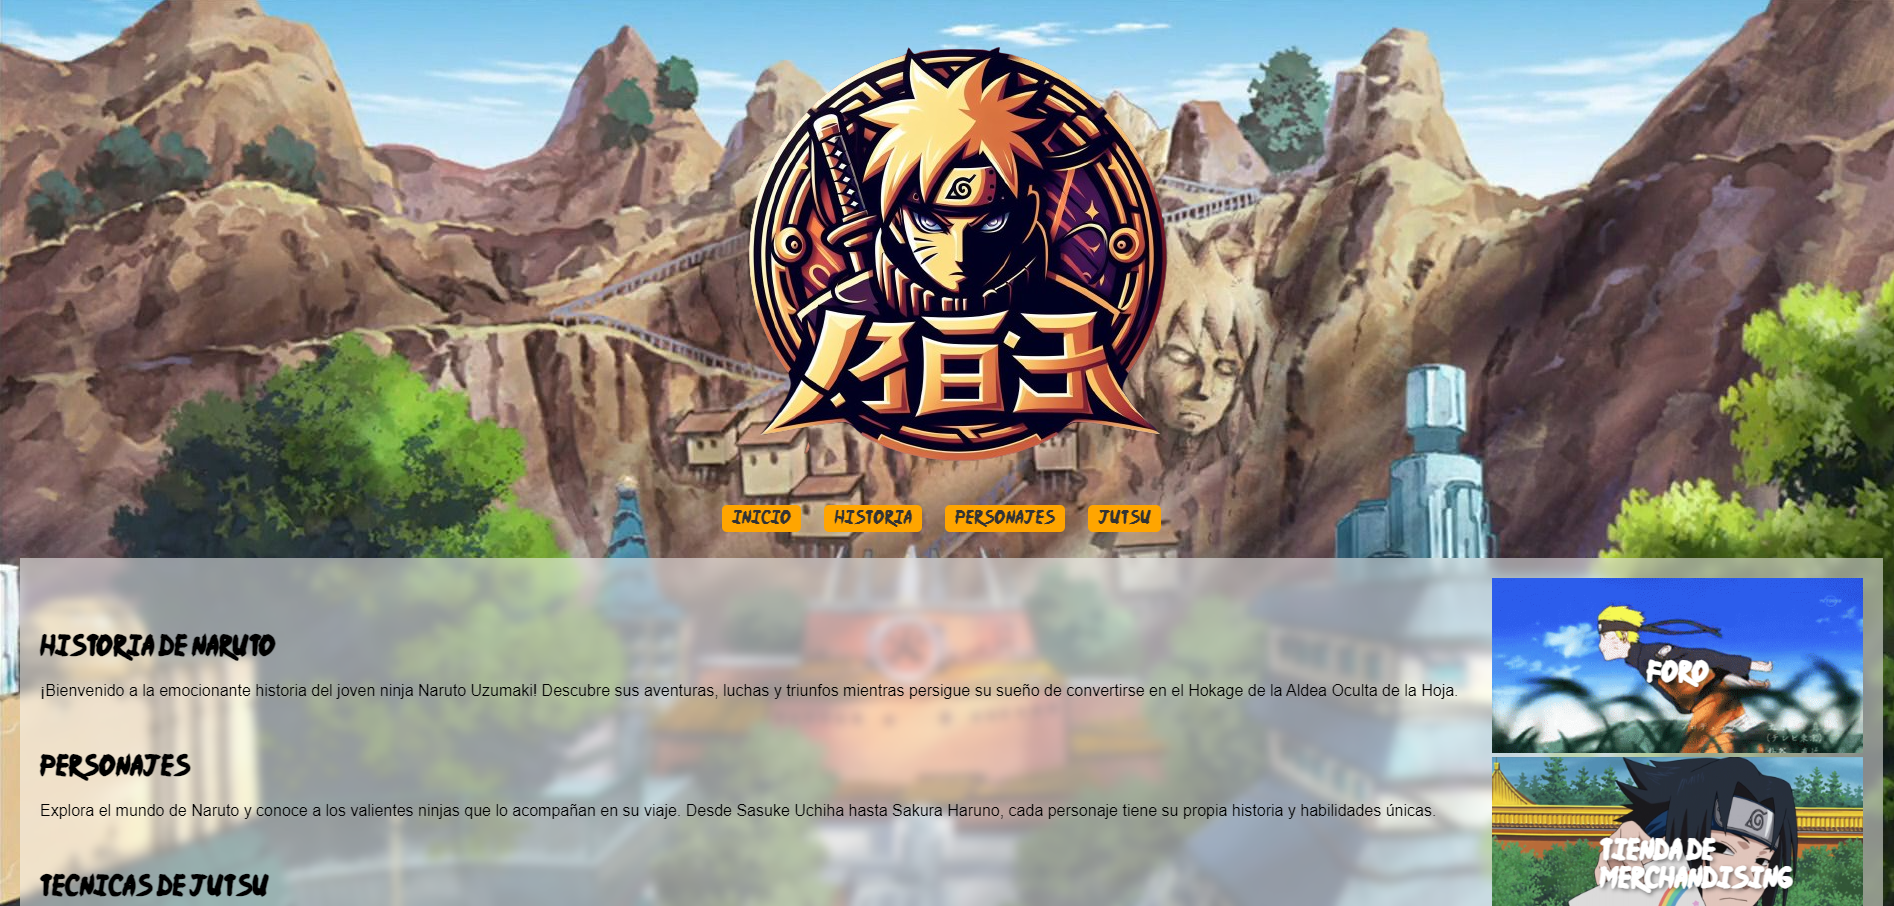 INICIO
HISTORIA
PERSONAJES
JUTSU
HISTORIA DE NARUTO
¡Bienvenido a la emocionante historia del joven ninja Naruto Uzumaki! Descubre sus aventuras, luchas y triunfos mientras persigue su sueño de convertirse en el Hokage de la Aldea Oculta de la Hoja.
PERSONAJES
Explora el mundo de Naruto y conoce a los valientes ninjas que lo acompañan en su viaje. Desde Sasuke Uchiha hasta Sakura Haruno, cada personaje tiene su propia historia y habilidades únicas.
TECNICAS DE JUTSU
FORO
TIENDA DE
MERCHANDISING